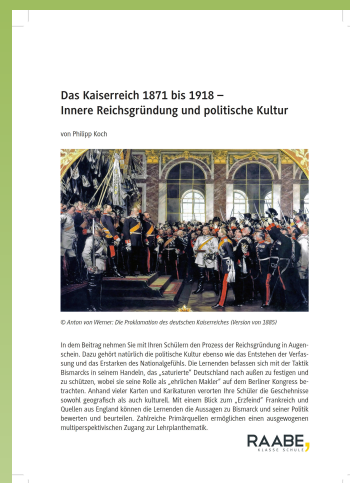 Das Kaiserreich 1871 bis 1918 –
Innere Reichsgründung und politische Kultur
von Philipp Koch
© Anton von Werner: Die Proklamation des deutschen Kaiserreiches (Version von 1885)
In dem Beitrag nehmen Sie mit Ihren Schülern den Prozess der Reichsgründung in Augen-
schein. Dazu gehört natürlich die politische Kultur ebenso wie das Entstehen der Verfas-
sung und das Erstarken des Nationalgefühls. Die Lernenden befassen sich mit der Taktik
Bismarcks in seinem Handeln, das „saturierte“ Deutschland nach außen zu festigen und
zu schützen, wobei sie seine Rolle als „ehrlichen Makler“ auf dem Berliner Kongress be-
trachten. Anhand vieler Karten und Karikaturen verorten Ihre Schüler die Geschehnisse
sowohl geografisch als auch kulturell. Mit einem Blick zum „Erzfeind“ Frankreich und
Quellen aus England können die Lernenden die Aussagen zu Bismarck und seiner Politik
bewerten und beurteilen. Zahlreiche Primärquellen ermöglichen einen ausgewogenen
multiperspektivischen Zugang zur Lehrplanthematik.
RAABE
KLASSE SCHULE